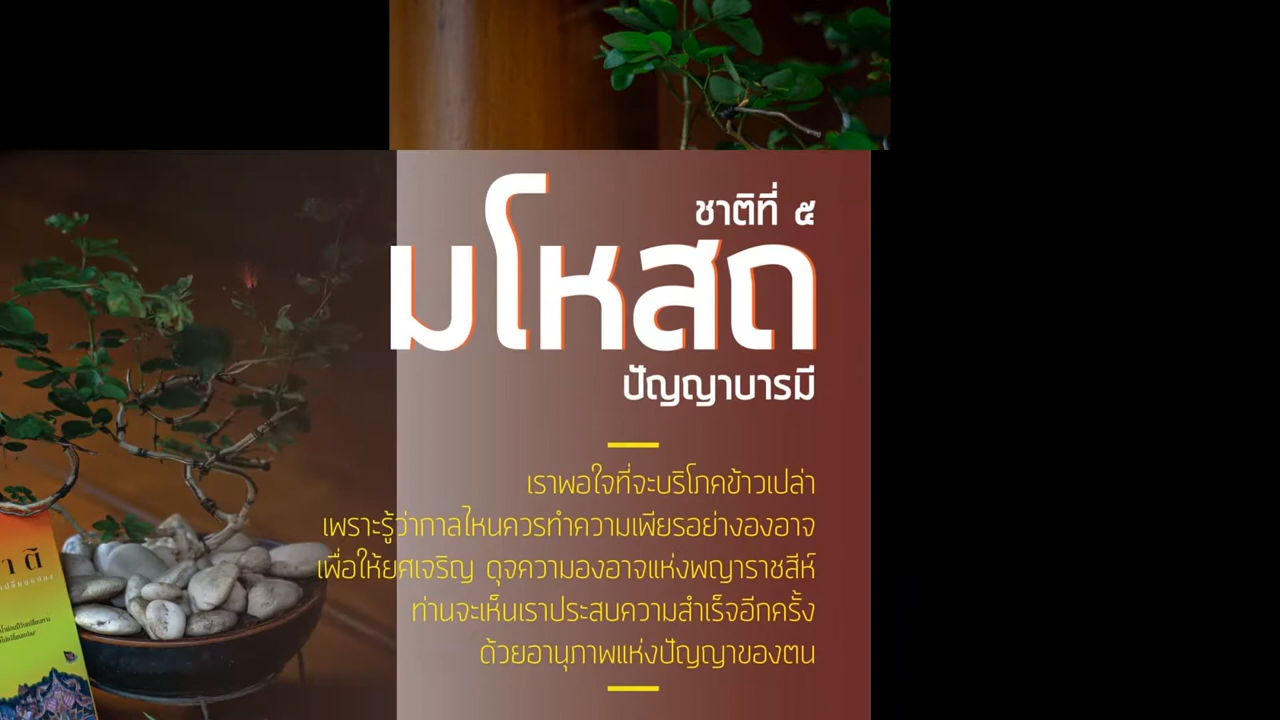 ชาติที่ ๕
มโหสถ
ปัญญาบารมี
เราพอใจที่จะบริโภคข้าวเปล่า
เพราะรู้ว่ากาลไหนควรทำความเพียรอย่างองอาจ
เพื่อให้ยศเจริญ ดุจความองอาจแห่งพญาราชสีห์
ท่านจะเห็นเราประสบความสำเร็จอีกครั้ง
ด้วยอานุภาพแห่งปัญญาของตน